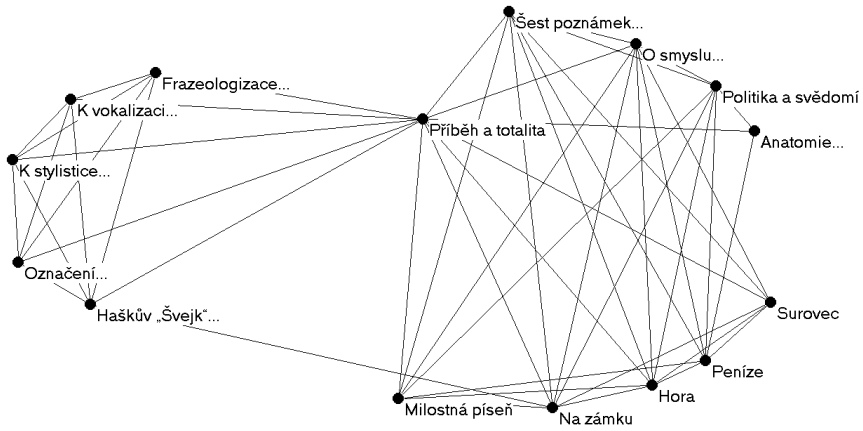 Šest poznámek...
O smyslu...
Frazeologizace...
Politika a svědomí
K vokalizaci...
Příběh a totalita
Anatomie...
K stylistice...
Označení...
Haškův „Švejk“...
Surovec
Peníze
Hora
Milostná píseň
Na zámku